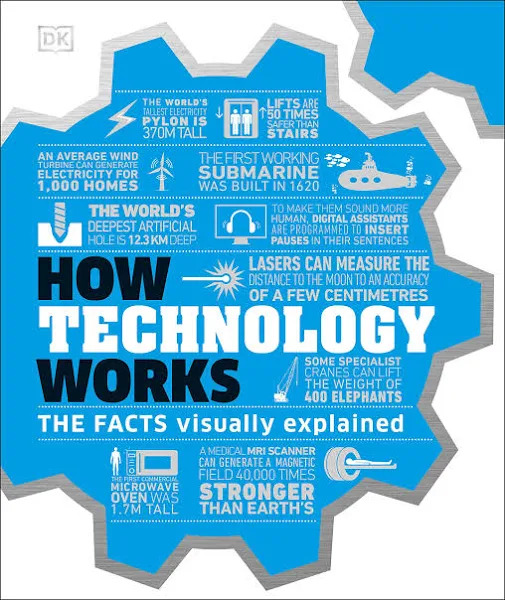 DK
THE WORLD'S
TALLEST ELECTRICITY
PYLON IS
370M TALL
LIFTS ARE
50 TIMES
SAFER THAN
STAIRS
AN AVERAGE WIND
TURBINE CAN GENERATE
ELECTRICITY FOR
1,000 HOMES
THE FIRST WORKING
SUBMARINE
WAS BUILT IN 1620
THE WORLD'S
DEEPEST ARTIFICIAL
HOLE IS 12.3 KM DEEP
TO MAKE THEM SOUND MORE
HUMAN, DIGITAL ASSISTANTS
ARE PROGRAMMED TO INSERT
PAUSES IN THEIR SENTENCES
LASERS CAN MEASURE THE
DISTANCE TO THE MOON TO AN ACCURACY
OF A FEW CENTIMETRES
HOW
TECHNOLOGY
WORKS
SOME SPECIALIST
CRANES CAN LIFT
THE WEIGHT OF
400 ELEPHANTS
THE FACTS visually explained
THE FIRST COMMERCIAL
MICROWAVE
OVEN WAS
1.7M TALL
A MEDICAL MRI SCANNER
CAN GENERATE A MAGNETIC
FIELD 40,000 TIMES
STRONGER
THAN EARTH'S